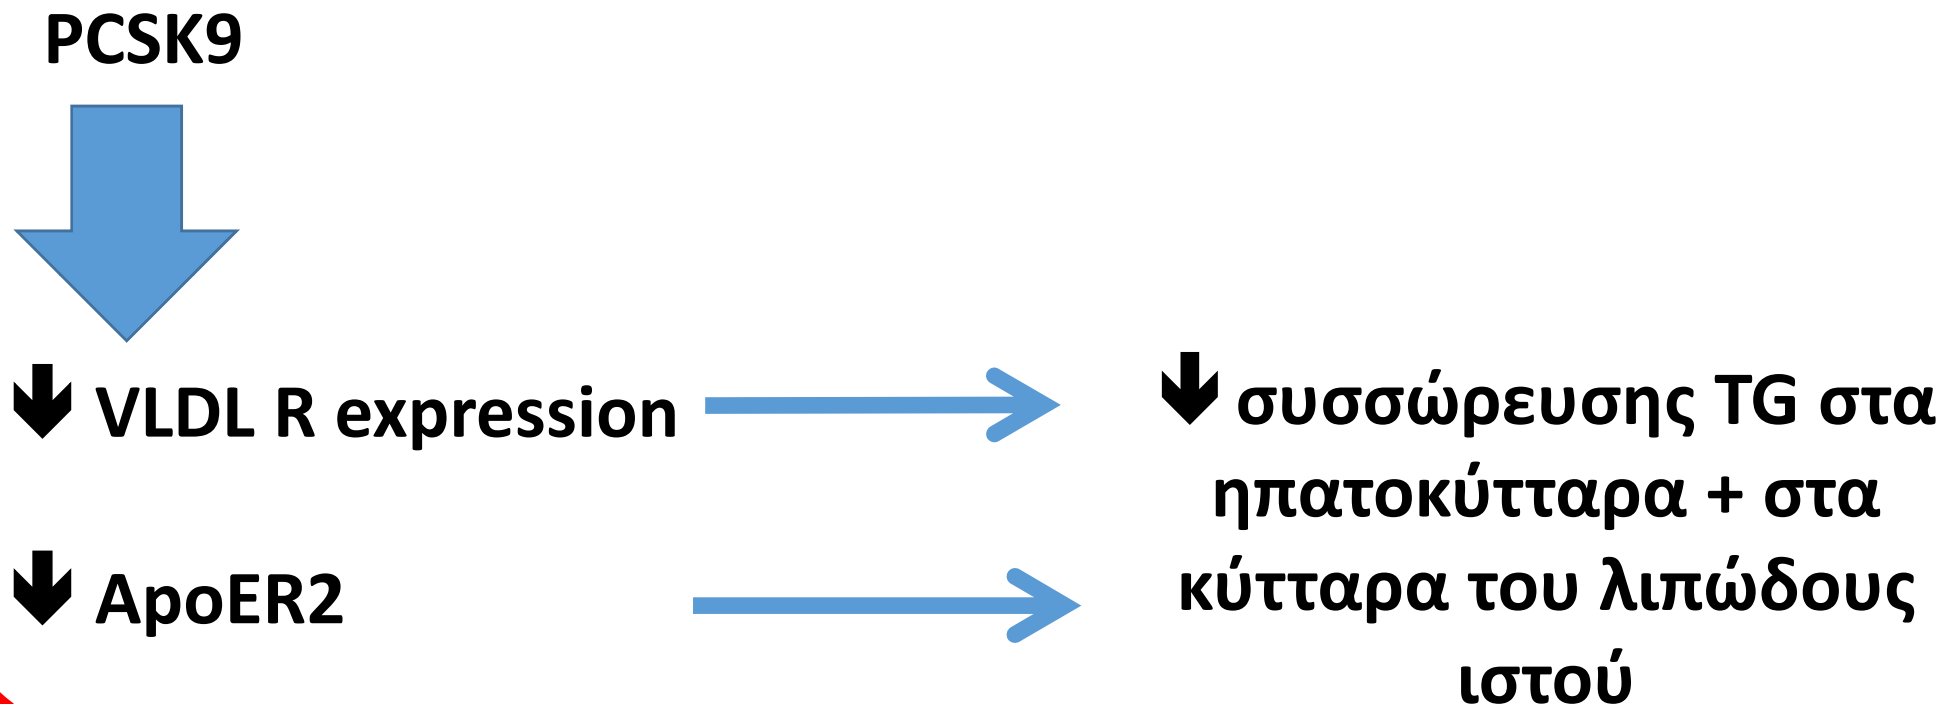 PCSK9
🡻 VLDL R expression
🡻 ApoER2
🡻 συσσώρευσης TG στα
ηπατοκύτταρα + στα
κύτταρα του λιπώδους
ιστού